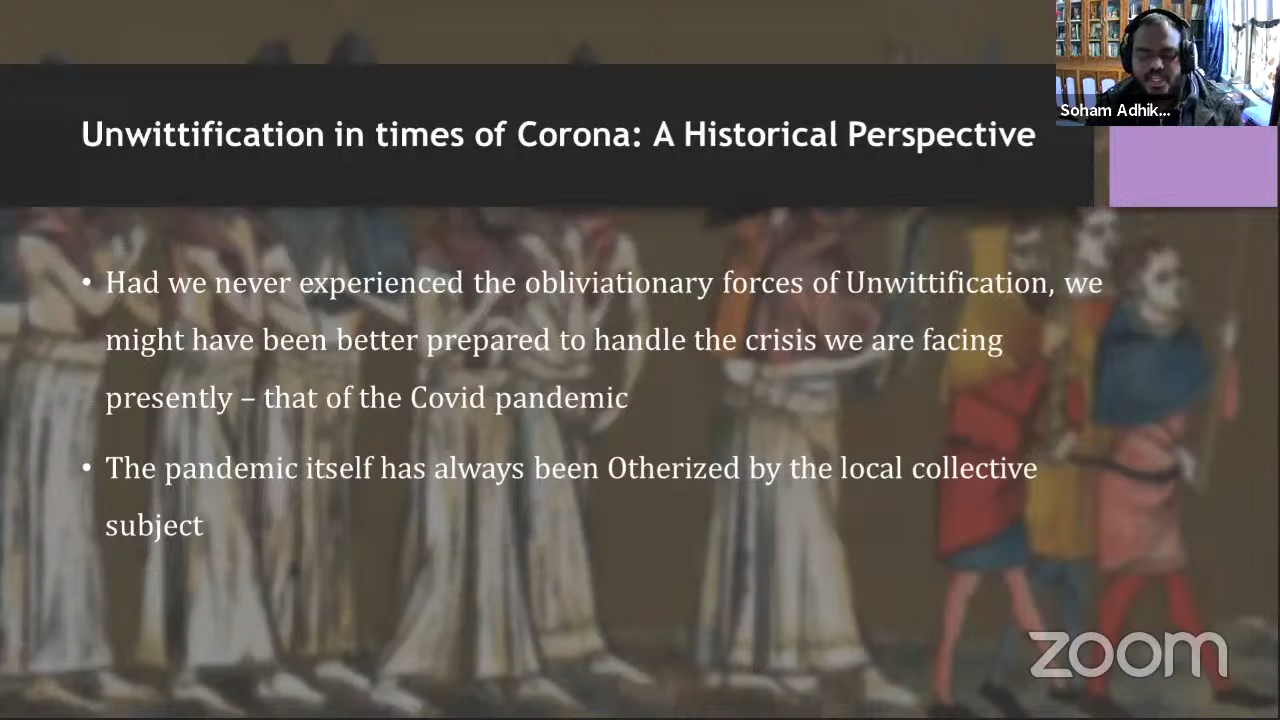 Soham Adhik...
Unwittification in times of Corona: A Historical Perspective
• Had we never experienced the obliviationary forces of Unwittification, we
might have been better prepared to handle the crisis we are facing
presently – that of the Covid pandemic
• The pandemic itself has always been Otherized by the local collective
subject
zoom